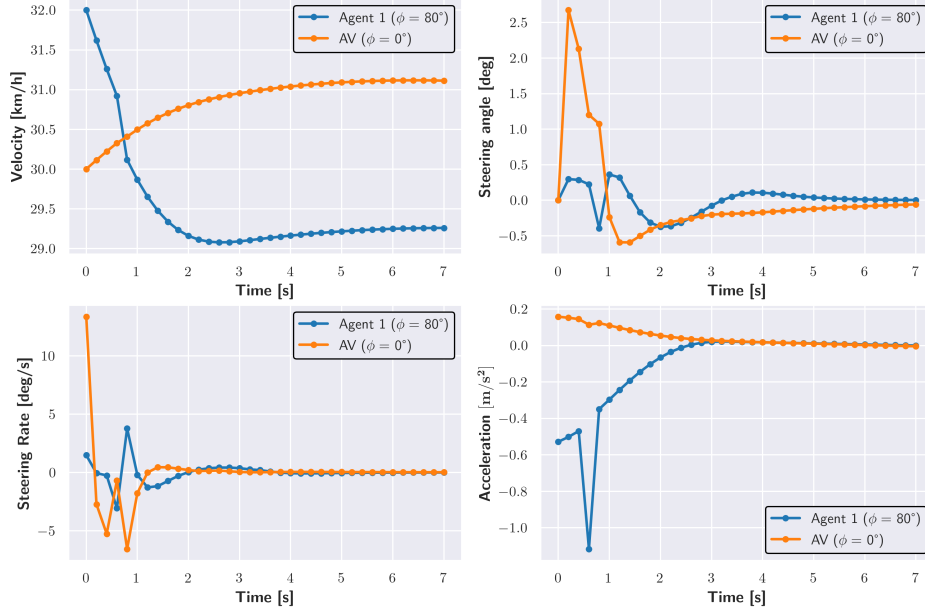 32.0
31.5
31.0
30.5
30.0
29.5
29.0
Velocity [km/h]
0 1 2 3 4 5 6 7
Time [s]
Agent 1 (ϕ = 80°)
AV (ϕ = 0°)
2.5
2.0
1.5
1.0
0.5
0.0
−0.5
Steering angle [deg]
0 1 2 3 4 5 6 7
Time [s]
Agent 1 (ϕ = 80°)
AV (ϕ = 0°)
10
5
0
−5
Steering Rate [deg/s]
0 1 2 3 4 5 6 7
Time [s]
Agent 1 (ϕ = 80°)
AV (ϕ = 0°)
0.2
0.0
−0.2
−0.4
−0.6
−0.8
−1.0
Acceleration [m/s²]
0 1 2 3 4 5 6 7
Time [s]
Agent 1 (ϕ = 80°)
AV (ϕ = 0°)